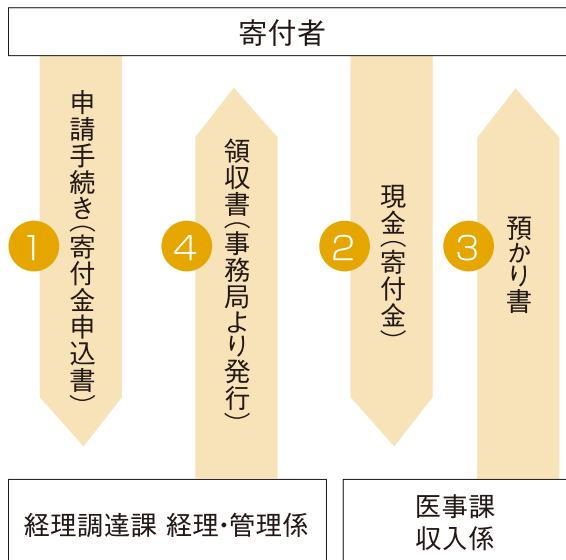 寄付者
1
申請手続き(寄付金申込書)
4
領収書(事務局より発行)
2
現金(寄付金)
3
預かり書
経理調達課 経理・管理係
医事課
収入係